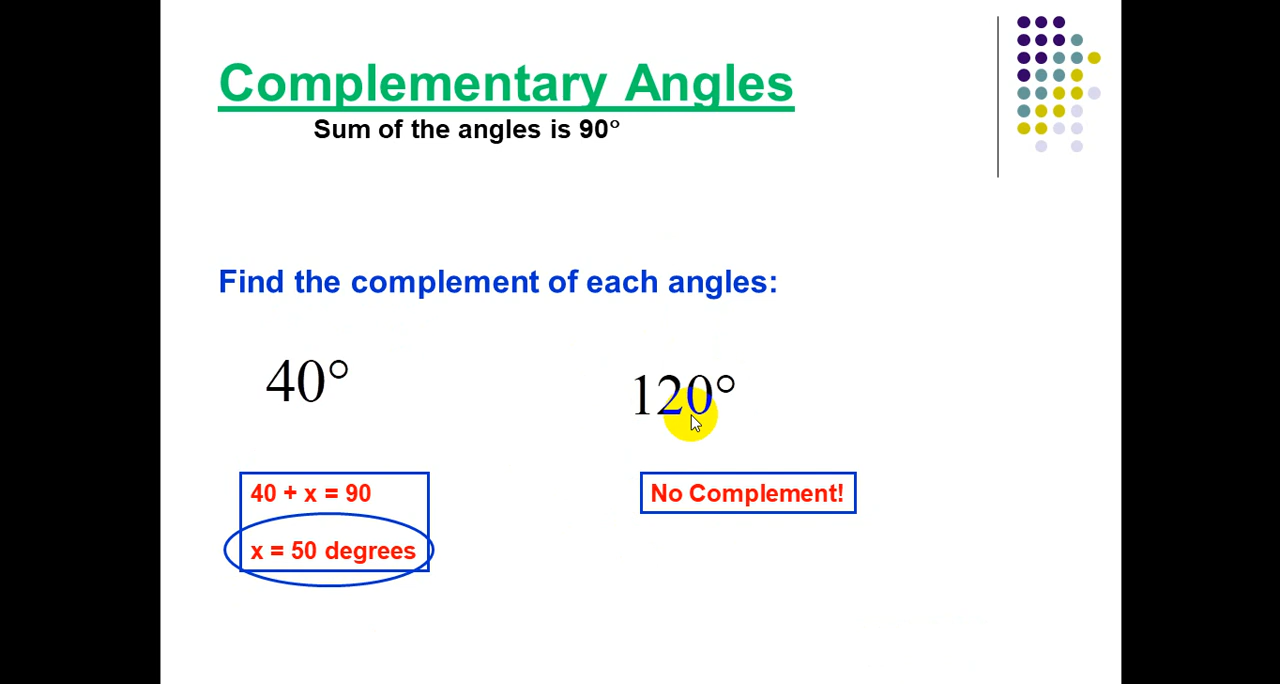 Complementary Angles
Sum of the angles is 90°
Find the complement of each angles:
40°
120°
40 + x = 90
x = 50 degrees
No Complement!